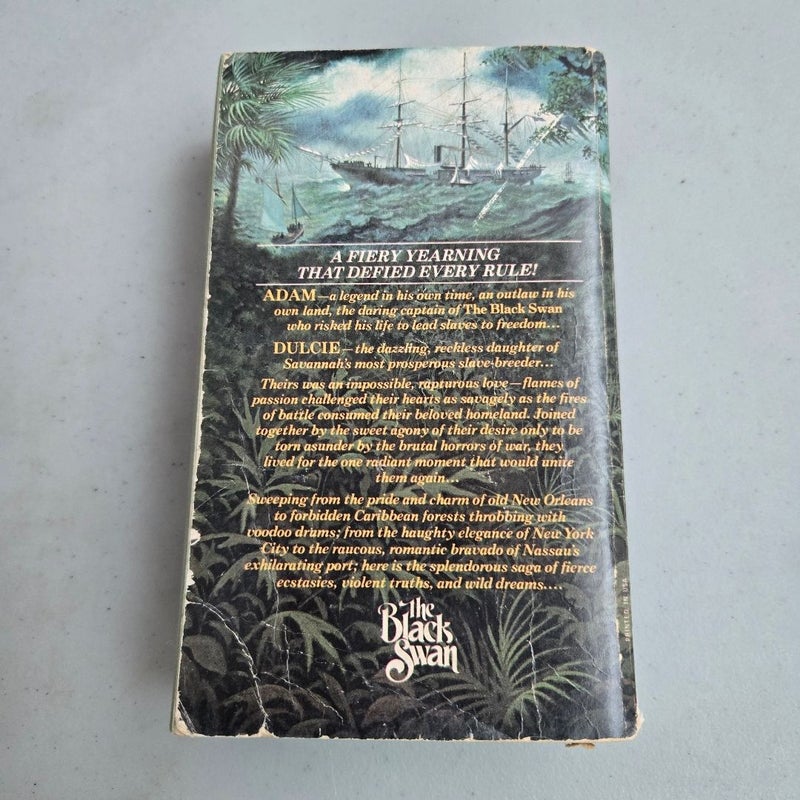 A FIERY YEARNING
THAT DEFIED EVERY RULE!
ADAM—a legend in his own time, an outlaw in his
own land, the daring captain of The Black Swan
who risked his life to lead slaves to freedom...
DULCIE—the dazzling, reckless daughter of
Savannah's most prosperous slave-breeder...
Theirs was an impossible, rapturous love—flames of
passion challenged their hearts as savagely as the fires
of battle consumed their beloved homeland. Joined
together by the sweet agony of their desire only to be
torn asunder by the brutal horrors of war, they
lived for the one radiant moment that would unite
them again...
Sweeping from the pride and charm of old New Orleans
to forbidden Caribbean forests throbbing with
voodoo drums; from the haughty elegance of New York
City to the raucous, romantic bravado of Nassau's
exhilarating port; here is the splendorous saga of fierce
ecstasies, violent truths, and wild dreams....
The
Black
Swan
PRINTED IN USA